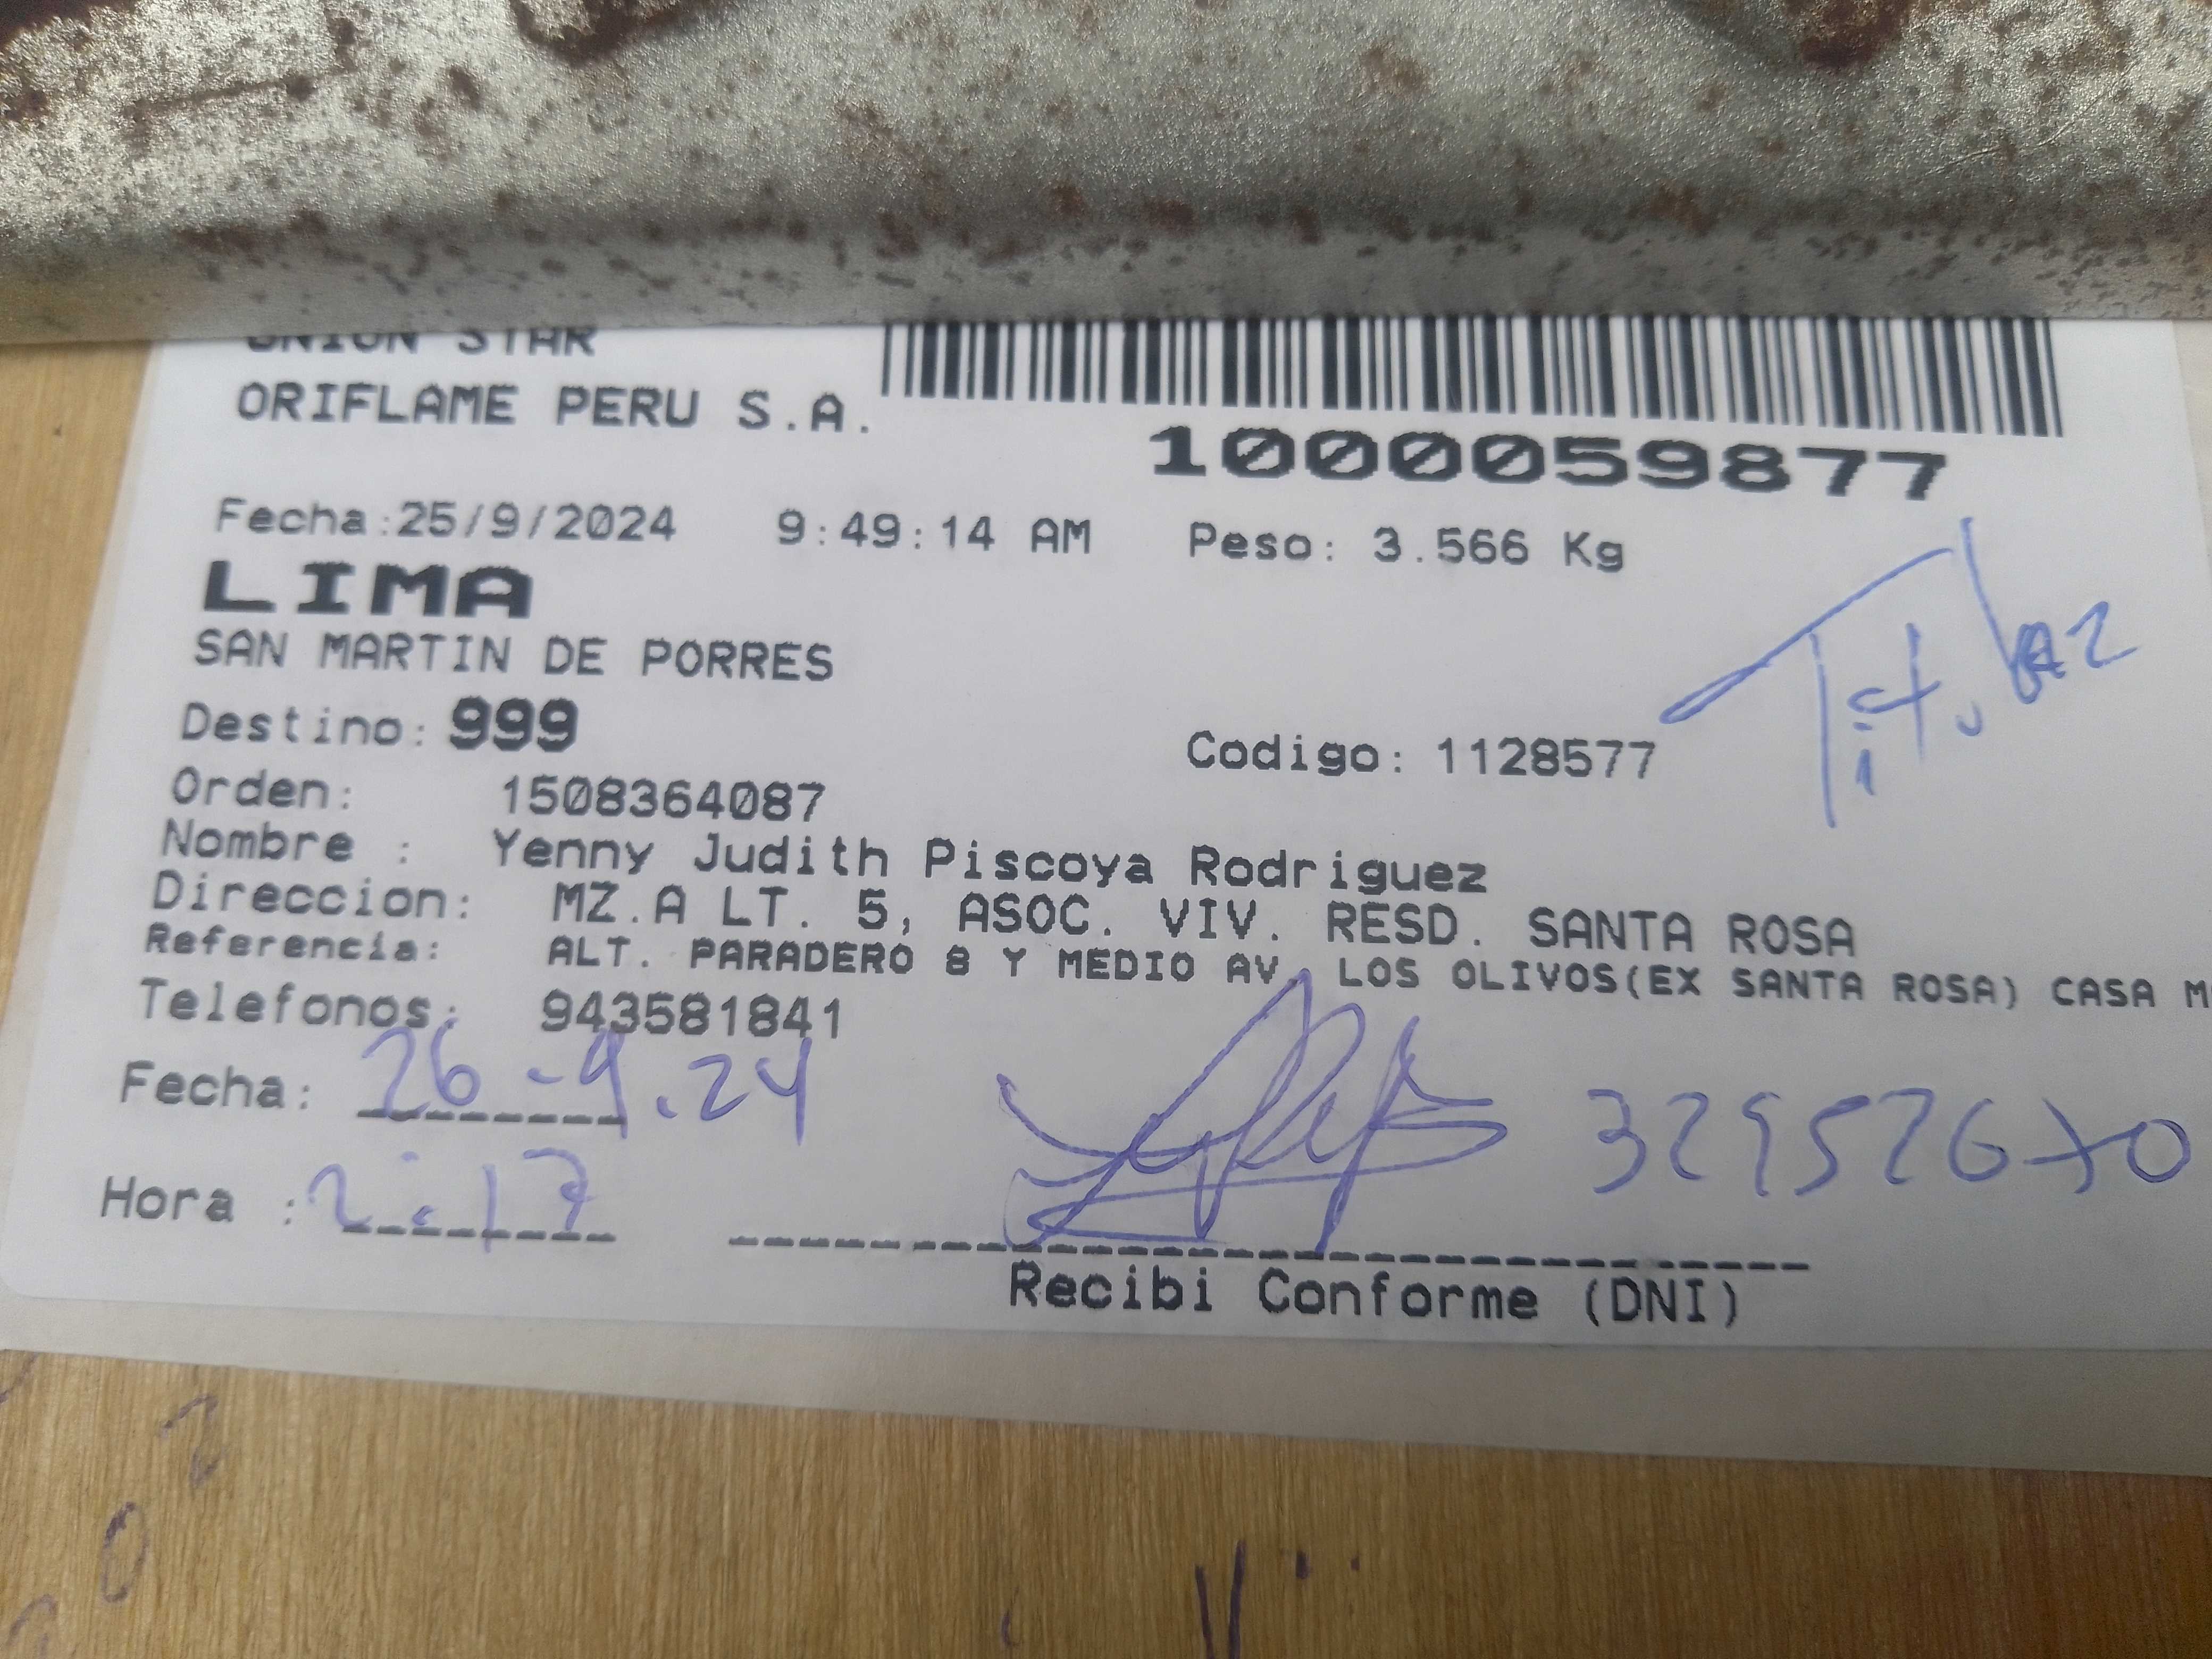 UNION STAR
ORIFLAME PERU S.A.
1000059877
Fecha:25/9/2024 9:49:14 AM Peso: 3.566 Kg
LIMA
SAN MARTIN DE PORRES
Titular
Destino: 999 Codigo: 1128577
Orden: 1508364087
Nombre : Yenny Judith Piscoya Rodriguez
Direccion: MZ.A LT. 5, ASOC. VIV. RESD. SANTA ROSA
Referencia: ALT. PARADERO 8 Y MEDIO AV. LOS OLIVOS(EX SANTA ROSA) CASA M
Telefonos: 943581841
Fecha: 26-9.24
Hora : 2:17
Recibi Conforme (DNI)